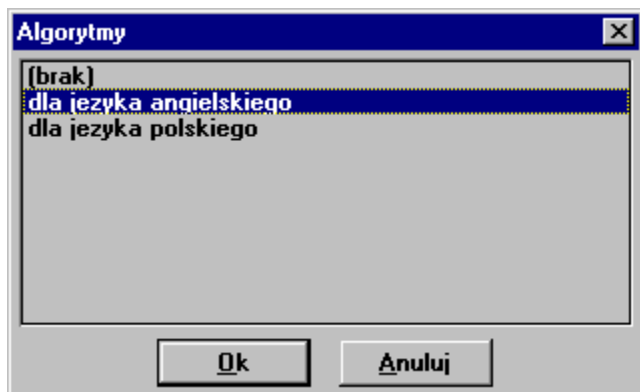 Algorytmy
(brak)
dla jezyka angielskiego
dla jezyka polskiego
Ok
Anuluj